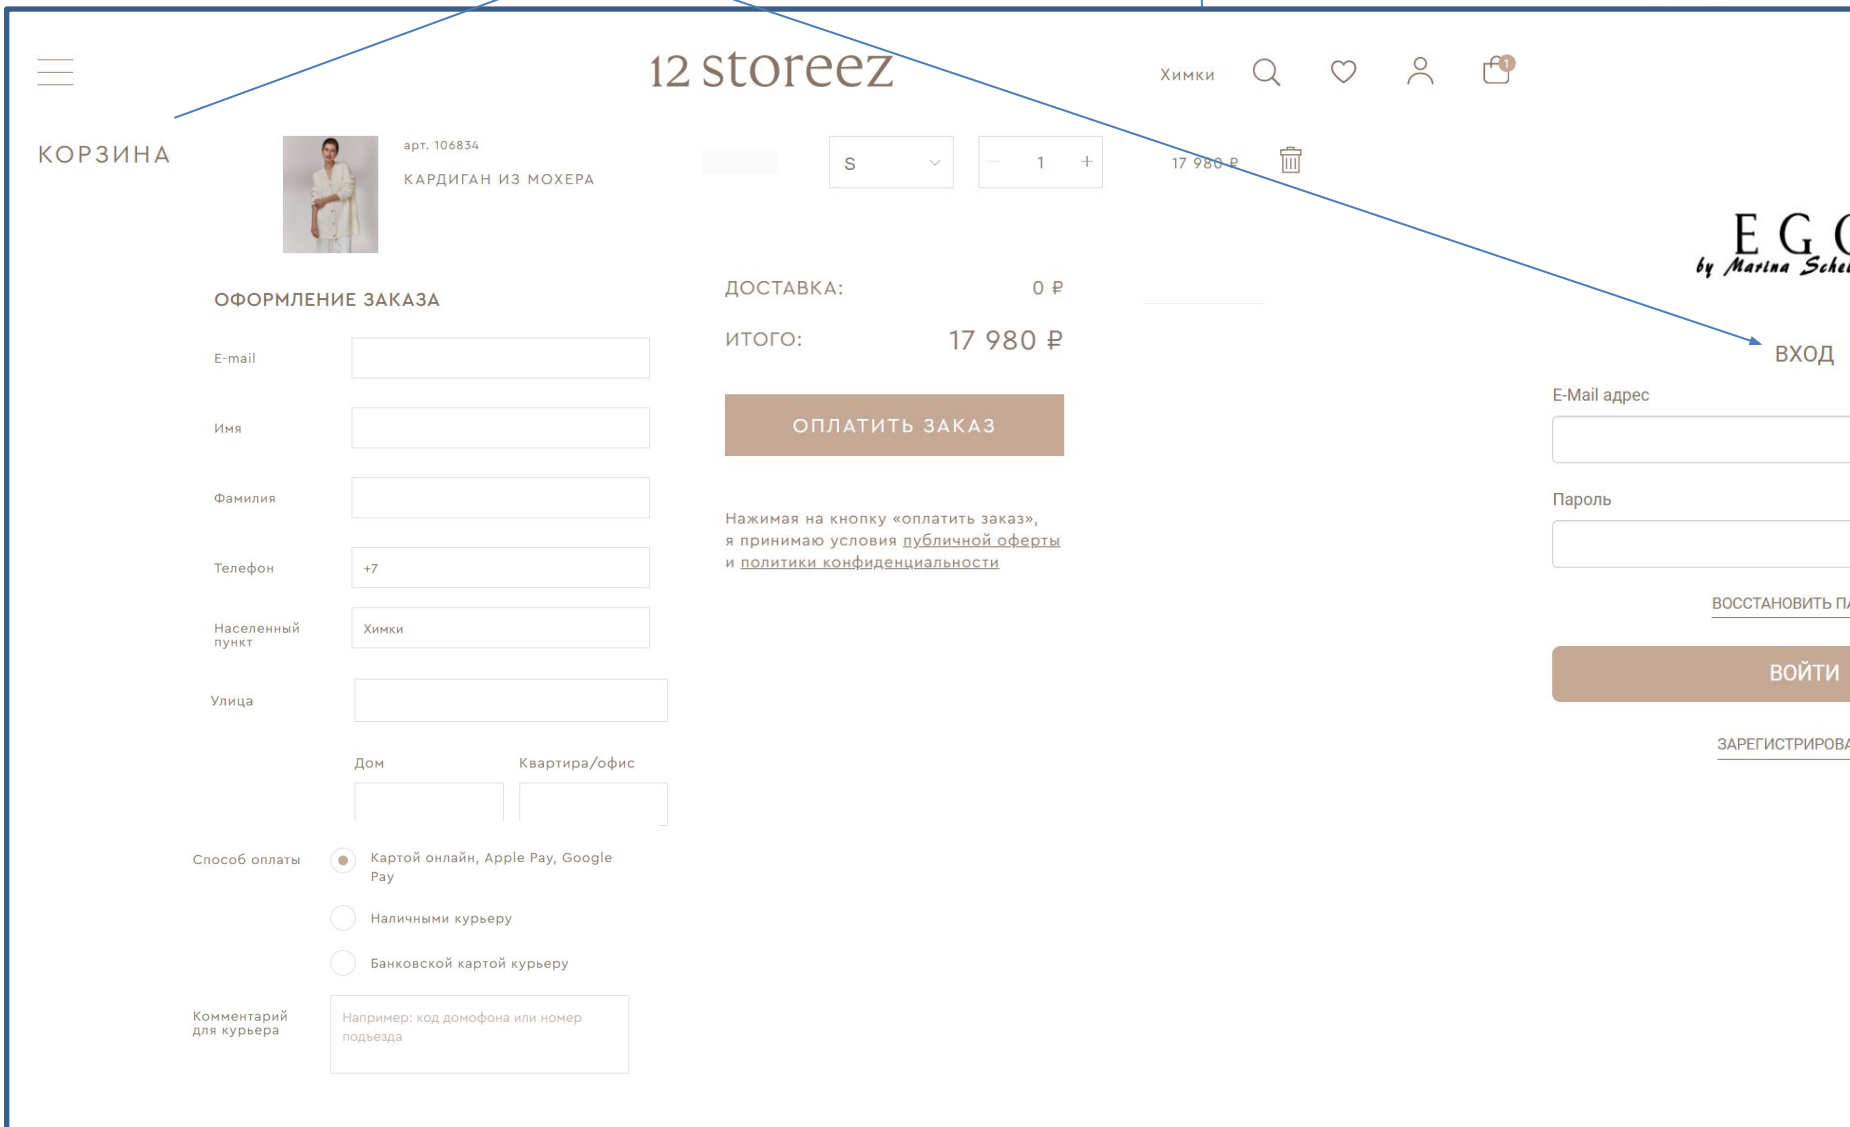 12 storeez
Химки
1
КОРЗИНА
арт. 106834
КАРДИГАН ИЗ МОХЕРА
S
1
17 980 ₽
ОФОРМЛЕНИЕ ЗАКАЗА
E-mail
Имя
Фамилия
Телефон
+7
Населенный
пункт
Химки
Улица
Дом
Квартира/офис
Способ оплаты
Картой онлайн, Apple Pay, Google
Pay
Наличными курьеру
Банковской картой курьеру
Комментарий
для курьера
Например: код домофона или номер
подъезда
ДОСТАВКА: 0 ₽
ИТОГО: 17 980 ₽
ОПЛАТИТЬ ЗАКАЗ
Нажимая на кнопку «оплатить заказ»,
я принимаю условия публичной оферты
и политики конфиденциальности
EG
by Marina
ВХОД
E-Mail адрес
Пароль
ВОССТАНОВИТЬ
ВОЙТИ